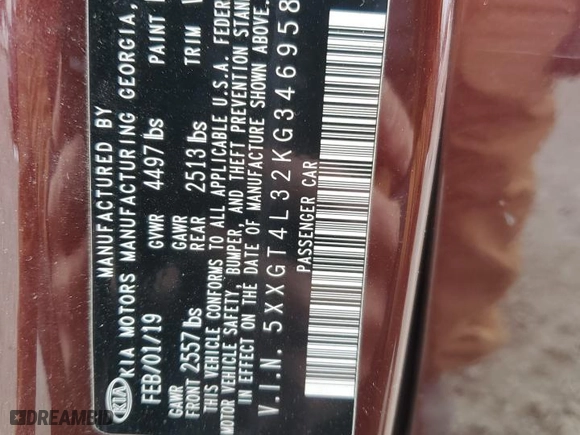 MANUFACTURED BY
KIA MOTORS MANUFACTURING GEORGIA,
KIA
FEB/01/19 GVWR 4497 lbs PAINT
GAWR FRONT 2557 lbs GAWR REAR 2513 lbs TRIM
THIS VEHICLE CONFORMS TO ALL APPLICABLE U.S.A. FEDER
MOTOR VEHICLE SAFETY, BUMPER, AND THEFT PREVENTION STAN
IN EFFECT ON THE DATE OF MANUFACTURE SHOWN ABOVE.
V.I.N. 5XXGT4L32KG346958
PASSENGER CAR
DREAMBID